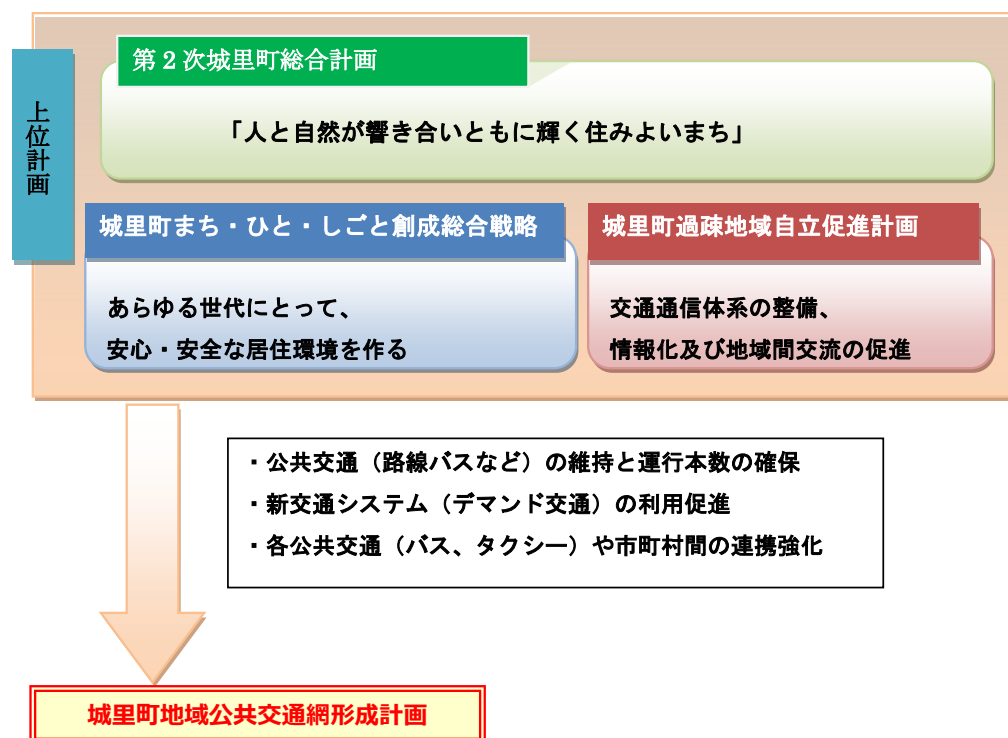 上位計画
第２次城里町総合計画
「人と自然が響き合いともに輝く住みよいまち」
城里町まち・ひと・しごと創成総合戦略
あらゆる世代にとって、
安心・安全な居住環境を作る
城里町過疎地域自立促進計画
交通通信体系の整備、
情報化及び地域間交流の促進
・公共交通（路線バスなど）の維持と運行本数の確保
・新交通システム（デマンド交通）の利用促進
・各公共交通（バス、タクシー）や市町村間の連携強化
城里町地域公共交通網形成計画